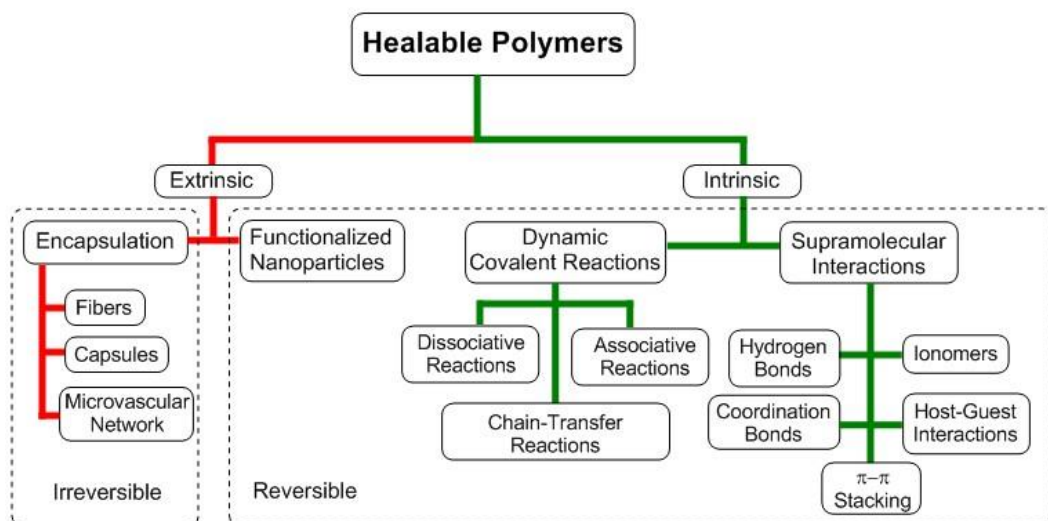 Healable Polymers
Extrinsic
Intrinsic
Encapsulation
Functionalized
Nanoparticles
Dynamic
Covalent Reactions
Supramolecular
Interactions
Fibers
Capsules
Microvascular
Network
Dissociative
Reactions
Associative
Reactions
Chain-Transfer
Reactions
Hydrogen
Bonds
Ionomers
Coordination
Bonds
Host-Guest
Interactions
π–π
Stacking
Irreversible
Reversible